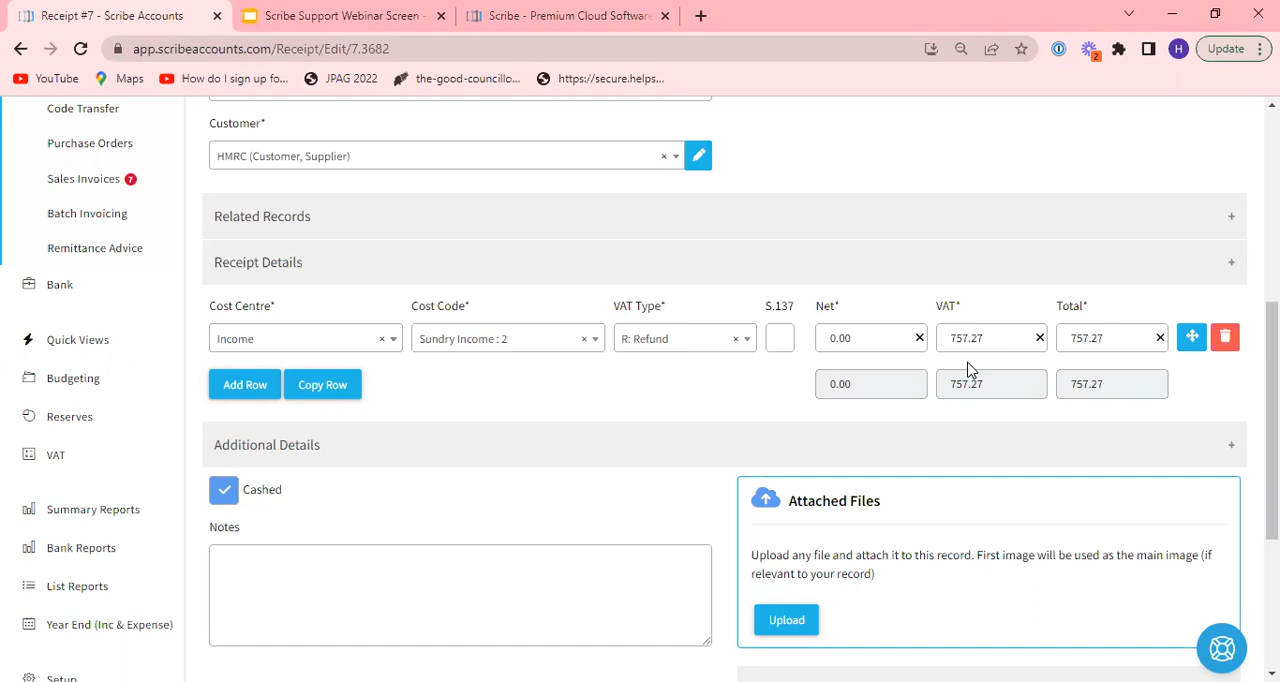 Receipt #7 - Scribe Accounts
Scribe Support Webinar Screen -
Scribe - Premium Cloud Software
app.scribeaccounts.com/Receipt/Edit/7.3682
H
Update
2
YouTube
Maps
How do I sign up fo...
JPAG 2022
the-good-councillo...
https://secure.helps...
Code Transfer
Purchase Orders
Sales Invoices 7
Batch Invoicing
Remittance Advice
Bank
Quick Views
Budgeting
Reserves
VAT
Summary Reports
Bank Reports
List Reports
Year End (Inc & Expense)
Setup
Customer*
HMRC (Customer, Supplier)
Related Records
Receipt Details
Cost Centre* Cost Code* VAT Type* S.137 Net* VAT* Total*
Income Sundry Income : 2 R: Refund 0.00 757.27 757.27
Add Row Copy Row 0.00 757.27 757.27
Additional Details
Cashed
Notes
Attached Files
Upload any file and attach it to this record. First image will be used as the main image (if
relevant to your record)
Upload